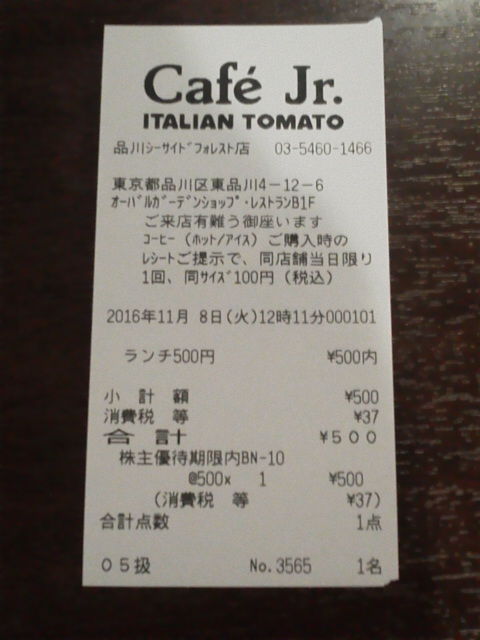 Café Jr.
ITALIAN TOMATO
品川シーサイドフォレスト店 03-5460-1466
東京都品川区東品川4-12-6
オーバルガーデンショップ・レストランB1F
ご来店有難う御座います
コーヒー(ホット/アイス)ご購入時の
レシートご提示で、同店舗当日限り
1回、同サイズ100円(税込)
2016年11月 8日(火)12時11分000101
ランチ500円 ¥500内
小 計 額 ¥500
消費税 等 ¥37
合 計 ¥500
株主優待期限内BN-10
@500× 1 ¥500
(消費税 等 ¥37)
合計点数 1点
05扱 No.3565 1名